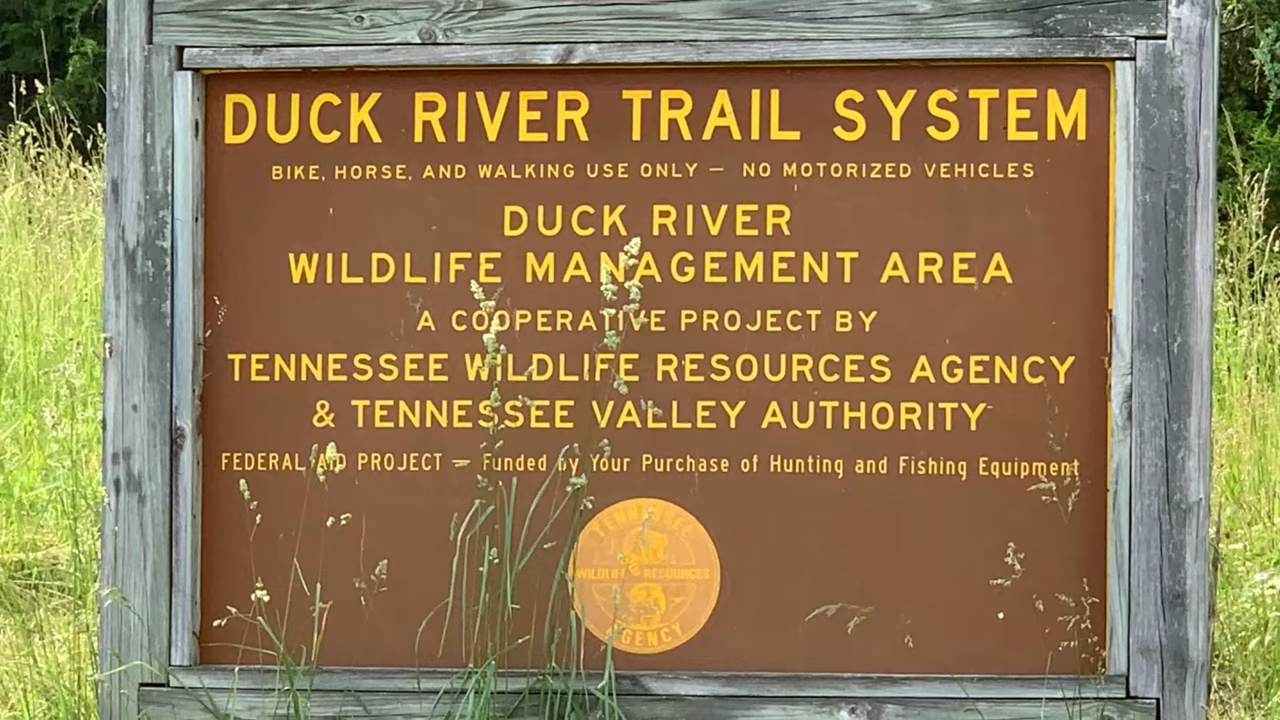 DUCK RIVER TRAIL SYSTEM
BIKE, HORSE, AND WALKING USE ONLY — NO MOTORIZED VEHICLES
DUCK RIVER
WILDLIFE MANAGEMENT AREA
A COOPERATIVE PROJECT BY
TENNESSEE WILDLIFE RESOURCES AGENCY
& TENNESSEE VALLEY AUTHORITY
FEDERAL AID PROJECT — Funded by Your Purchase of Hunting and Fishing Equipment
TENNESSEE
WILDLIFE RESOURCES
AGENCY